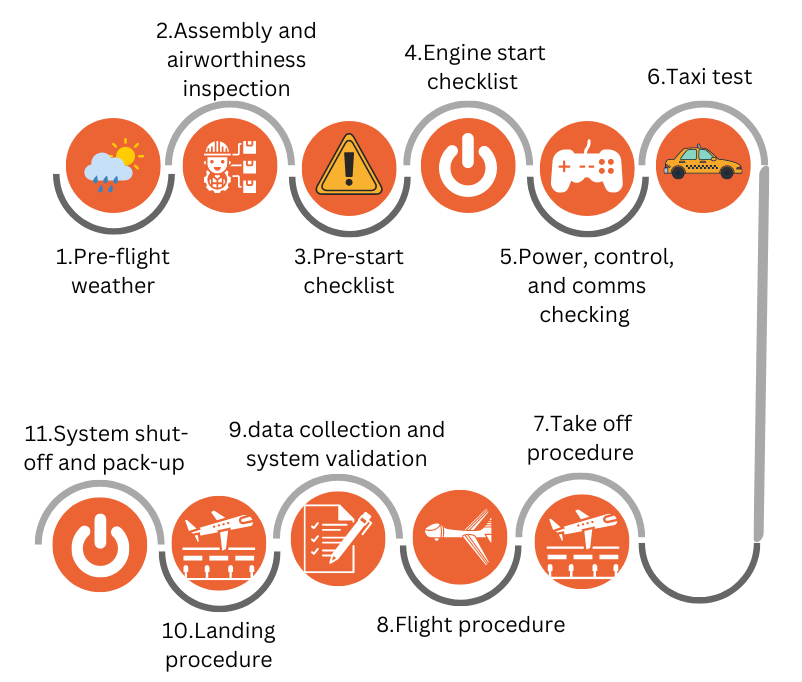 1.Pre-flight
weather
2.Assembly and
airworthiness
inspection
3.Pre-start
checklist
4.Engine start
checklist
5.Power, control,
and comms
checking
6.Taxi test
7.Take off
procedure
8.Flight procedure
9.data collection and
system validation
10.Landing
procedure
11.System shut-
off and pack-up